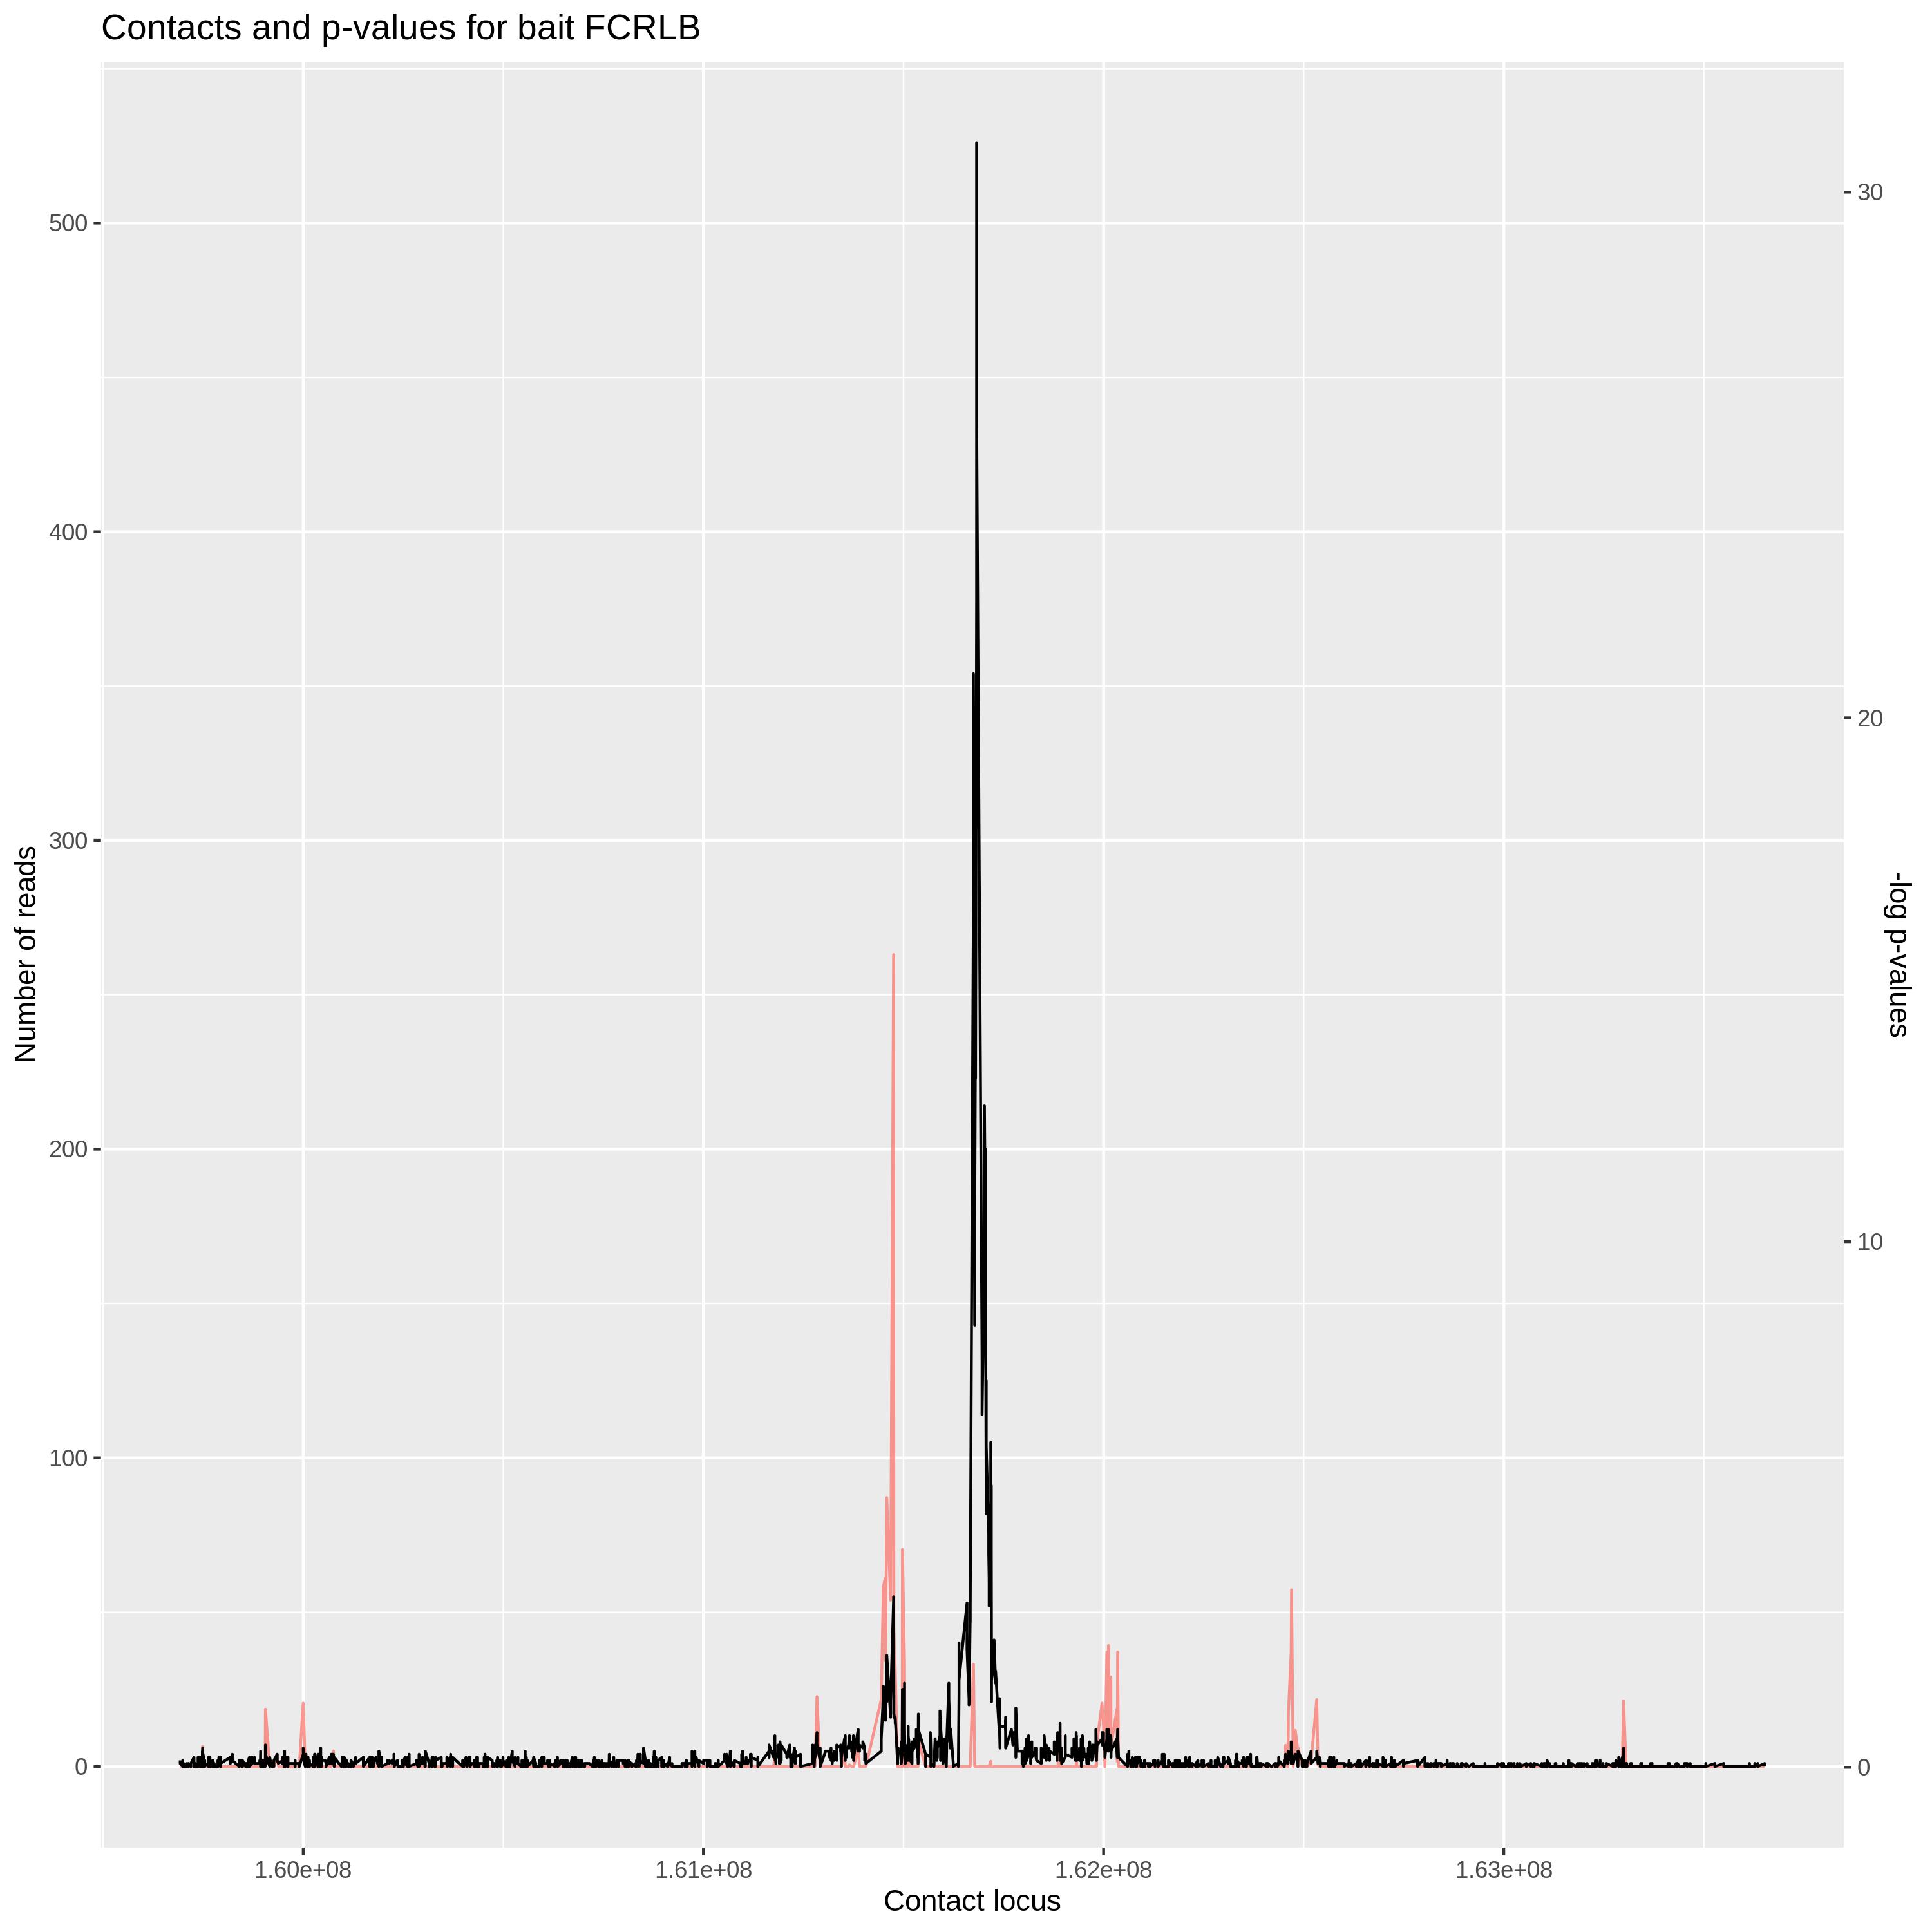 Contacts and p-values for bait FCRLB
500
400
300
200
100
0
30
20
10
0
Number of reads
-log p-values
1.60e+08 1.61e+08 1.62e+08 1.63e+08
Contact locus